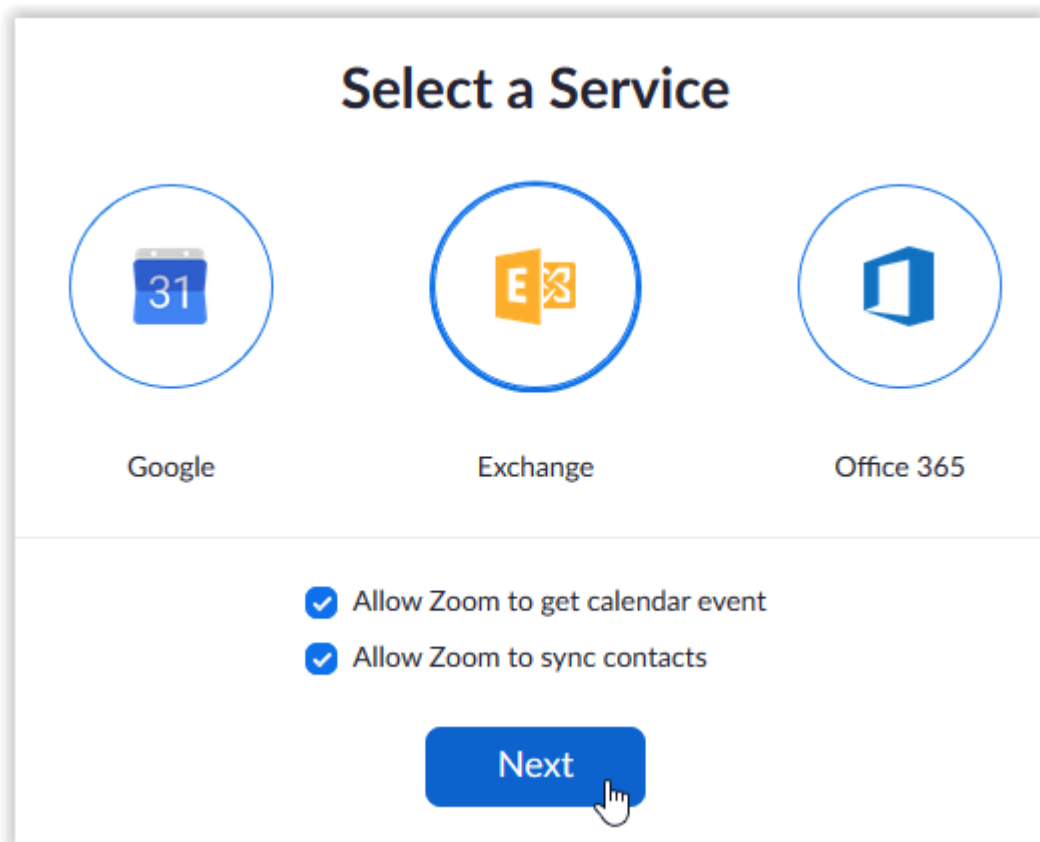 Select a Service
31
E
Google
Exchange
Office 365
Allow Zoom to get calendar event
Allow Zoom to sync contacts
Next